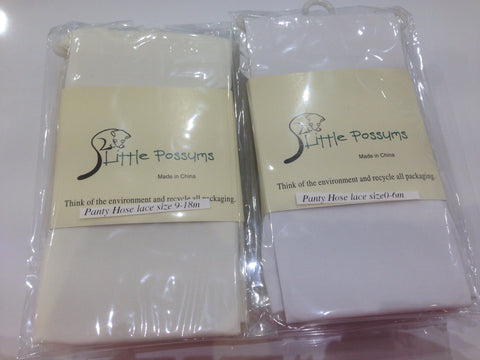 Little Possums
Made in China
Think of the environment and recycle all packaging.
Panty Hose lace size 9-18m
Little Possums
Made in China
Think of the environment and recycle all packaging.
Panty Hose lace size0-6m